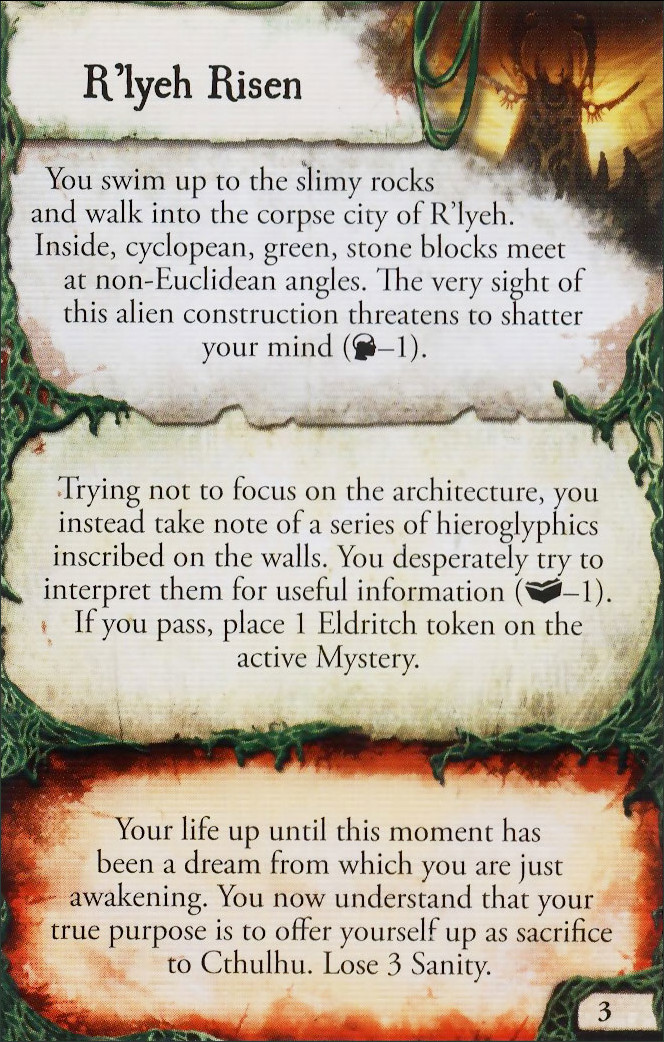 R'lyeh Risen
You swim up to the slimy rocks
and walk into the corpse city of R'lyeh.
Inside, cyclopean, green, stone blocks meet
at non-Euclidean angles. The very sight of
this alien construction threatens to shatter
your mind (–1).
Trying not to focus on the architecture, you
instead take note of a series of hieroglyphics
inscribed on the walls. You desperately try to
interpret them for useful information (–1).
If you pass, place 1 Eldritch token on the
active Mystery.
Your life up until this moment has
been a dream from which you are just
awakening. You now understand that your
true purpose is to offer yourself up as sacrifice
to Cthulhu. Lose 3 Sanity.
3